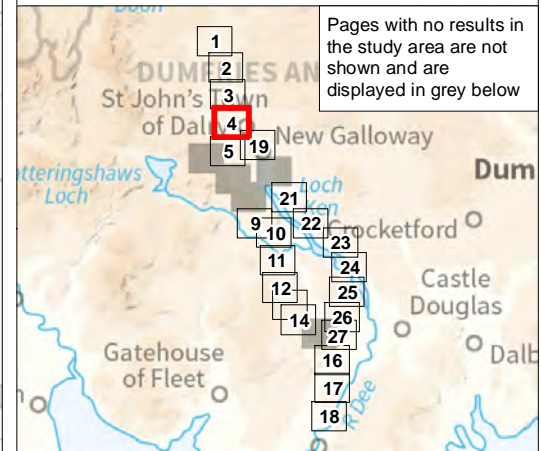 Pages with no results in
the study area are not
shown and are
displayed in grey below
1
2
DUMFRIES AN
3
St John's Town
of Dalry
4
5
19
New Galloway
Loch
Ken
21
Dum
9
10
22
Crocketford
23
11
24
12
25
Castle
Douglas
14
26
27
Gatehouse
of Fleet
16
Dalb
17
R Dee
18
atteringshaws
Loch